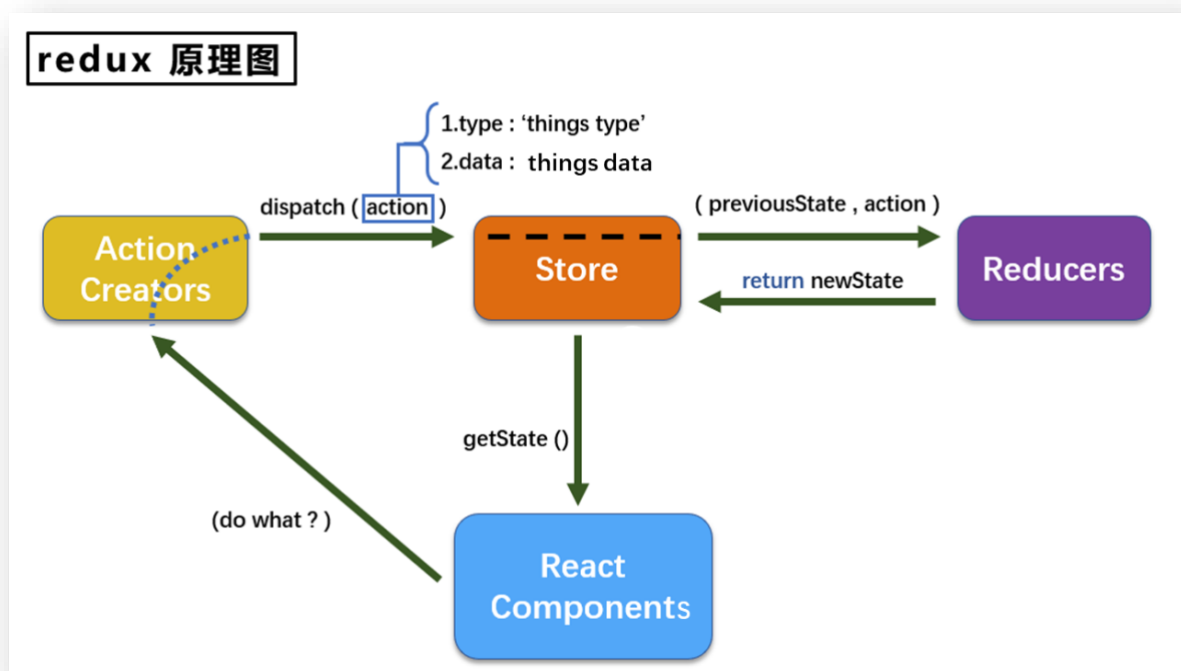 redux 原理图
1.type : ‘things type’
2.data : things data
dispatch ( action )
( previousState , action )
Action
Creators
Store
Reducers
return newState
getState ()
(do what ? )
React
Components